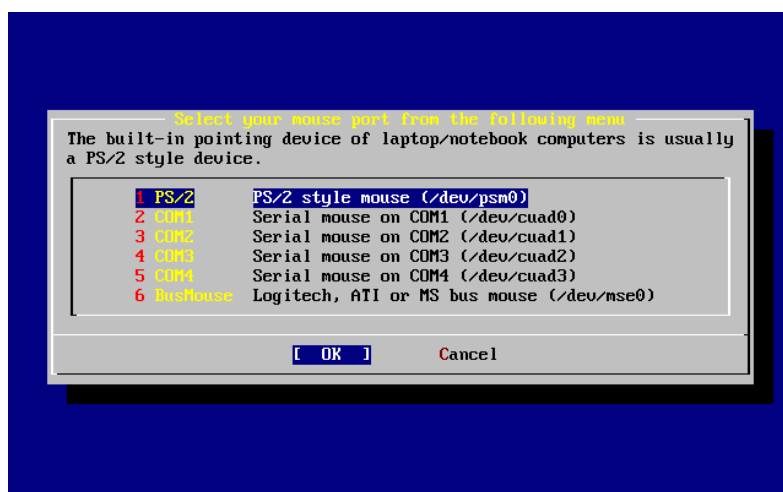 Select your mouse port from the following menu
The built-in pointing device of laptop/notebook computers is usually
a PS/2 style device.
1 PS/2 PS/2 style mouse (/dev/psm0)
2 COM1 Serial mouse on COM1 (/dev/cuad0)
3 COM2 Serial mouse on COM2 (/dev/cuad1)
4 COM3 Serial mouse on COM3 (/dev/cuad2)
5 COM4 Serial mouse on COM4 (/dev/cuad3)
6 BusMouse Logitech, ATI or MS bus mouse (/dev/mse0)
[ OK ] Cancel